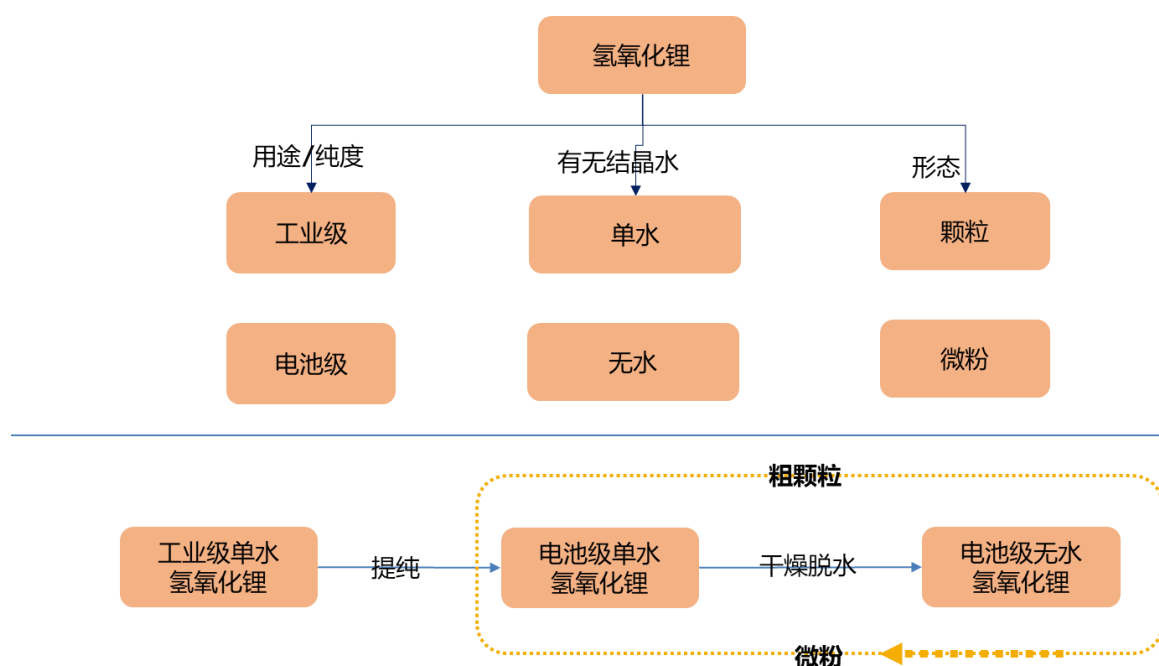 氢氧化锂
用途/纯度
有无结晶水
形态
工业级
单水
颗粒
电池级
无水
微粉
粗颗粒
工业级单水
氢氧化锂
提纯
电池级单水
氢氧化锂
干燥脱水
电池级无水
氢氧化锂
微粉